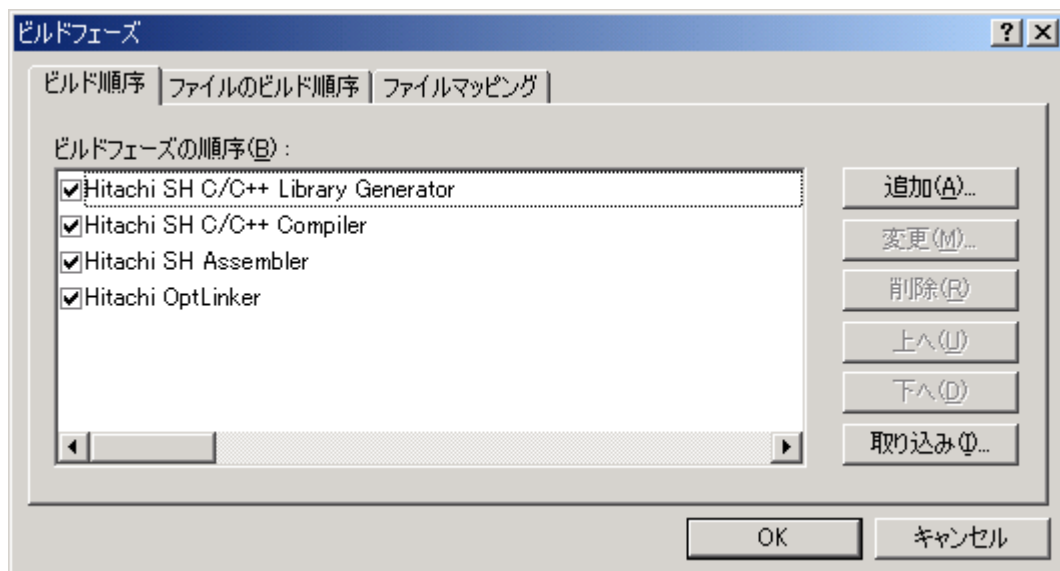 ビルドフェーズ
ビルド順序 ファイルのビルド順序 ファイルマッピング
ビルドフェーズの順序(B) :
Hitachi SH C/C++ Library Generator
Hitachi SH C/C++ Compiler
Hitachi SH Assembler
Hitachi OptLinker
追加(A)...
変更(M)...
削除(R)
上へ(U)
下へ(D)
取り込み(I)...
OK キャンセル